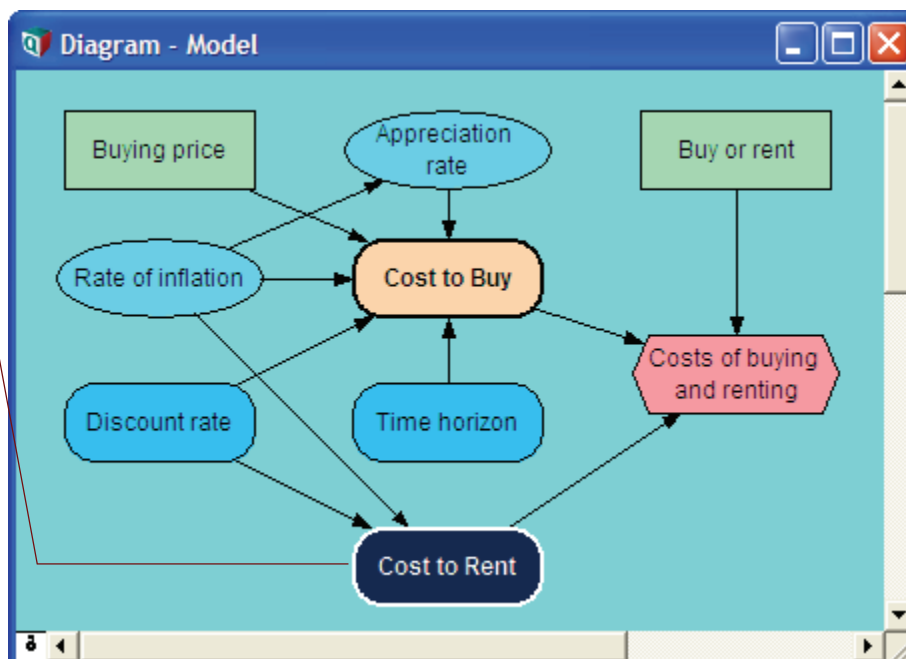 Diagram - Model
Buying price
Appreciation
rate
Buy or rent
Rate of inflation
Cost to Buy
Costs of buying
and renting
Discount rate
Time horizon
Cost to Rent